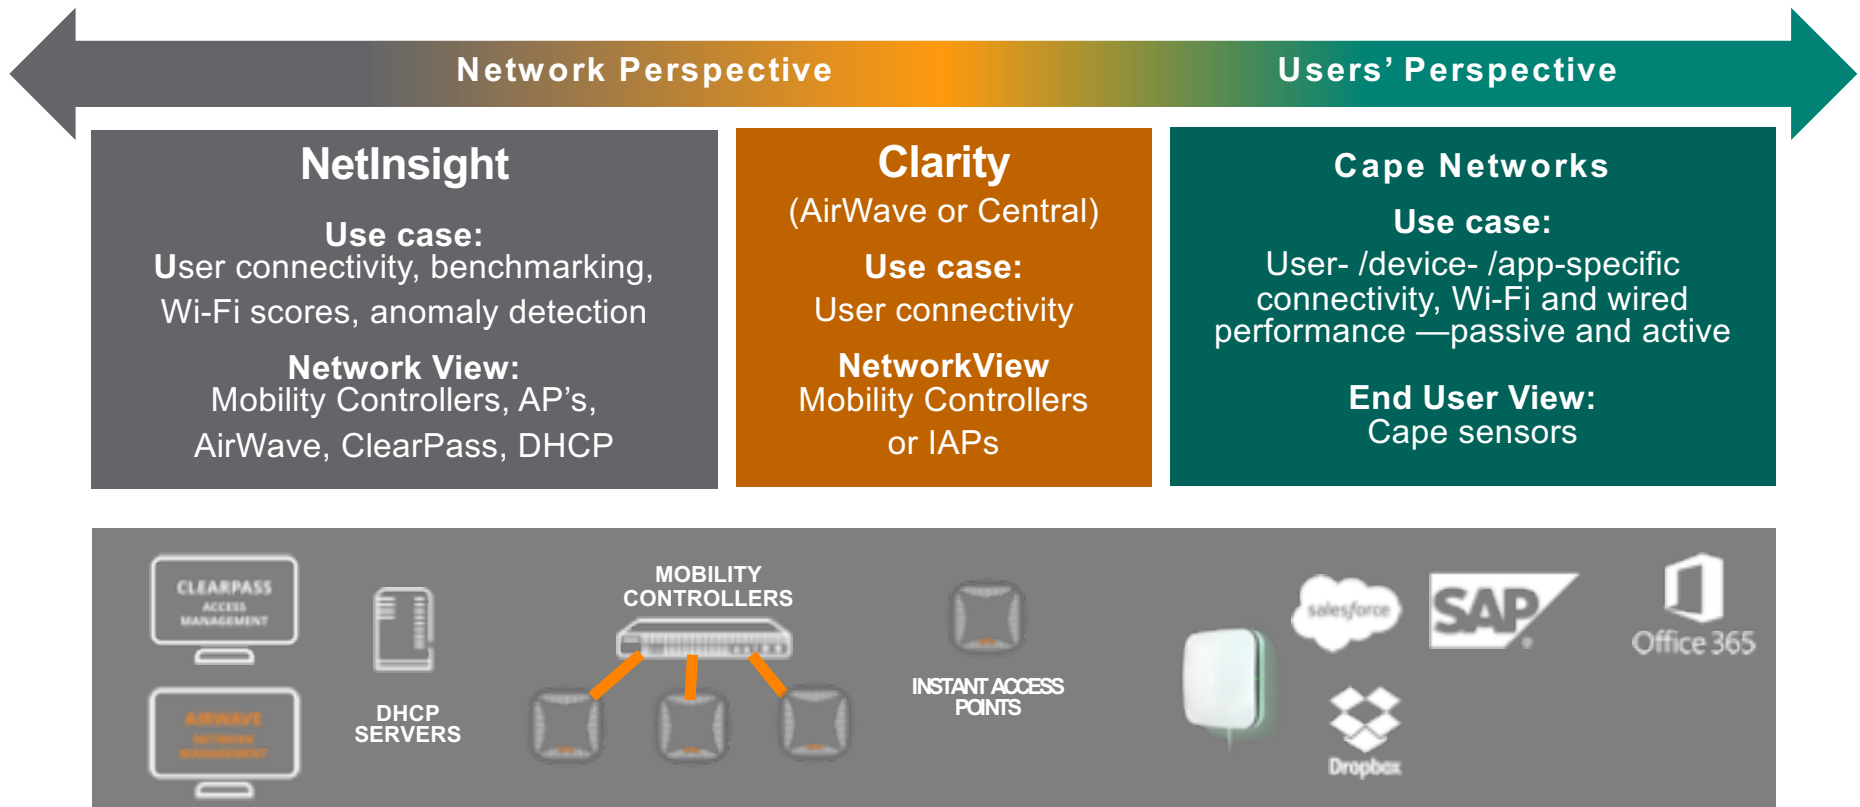 Network Perspective
Users’ Perspective
NetInsight
Use case:
User connectivity, benchmarking,
Wi-Fi scores, anomaly detection
Network View:
Mobility Controllers, AP’s,
AirWave, ClearPass, DHCP
Clarity
(AirWave or Central)
Use case:
User connectivity
NetworkView
Mobility Controllers
or IAPs
Cape Networks
Use case:
User- /device- /app-specific
connectivity, Wi-Fi and wired
performance —passive and active
End User View:
Cape sensors
CLEARPASS
ACCESS
MANAGEMENT
AIRWAVE
NETWORK
MANAGEMENT
DHCP
SERVERS
MOBILITY
CONTROLLERS
INSTANT ACCESS
POINTS
salesforce
SAP
®
Office 365
Dropbox